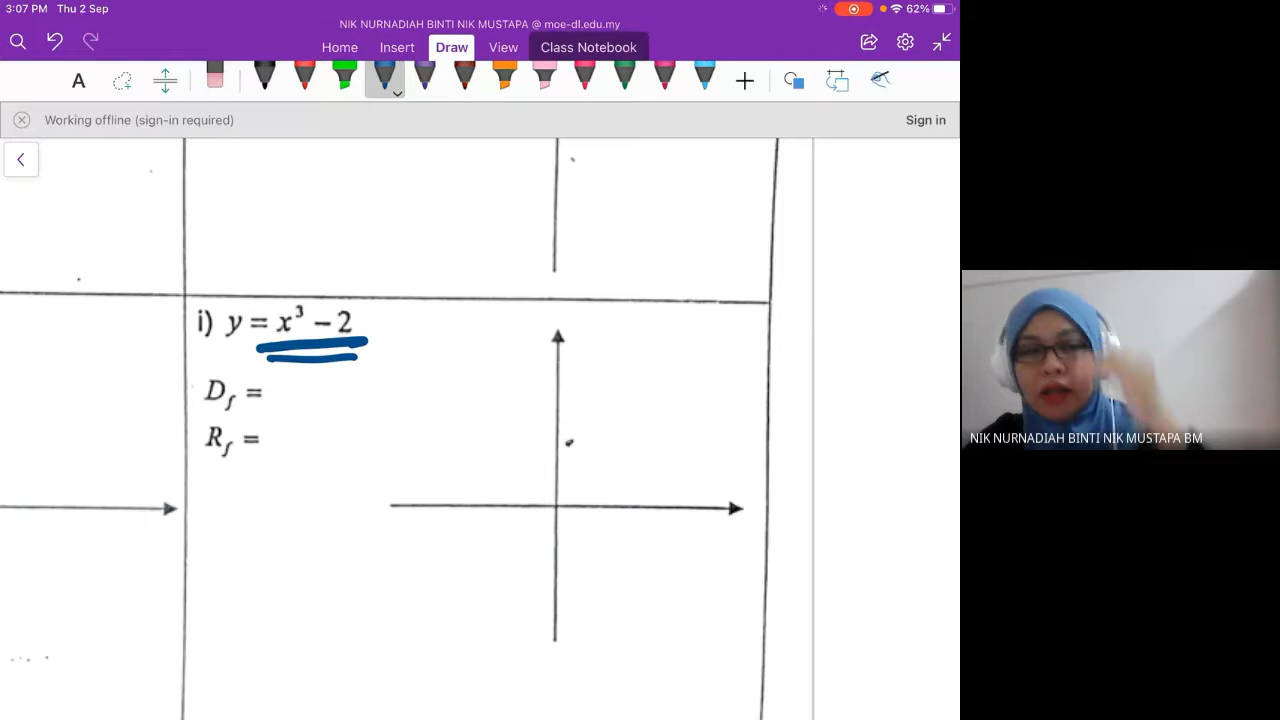 3:07 PM Thu 2 Sep
62%
NIK NURNADIAH BINTI NIK MUSTAPA @ moe-dl.edu.my
Home Insert Draw View Class Notebook
A
Working offline (sign-in required) Sign in
i) y = x³ − 2
D_f =
R_f =
NIK NURNADIAH BINTI NIK MUSTAPA BM